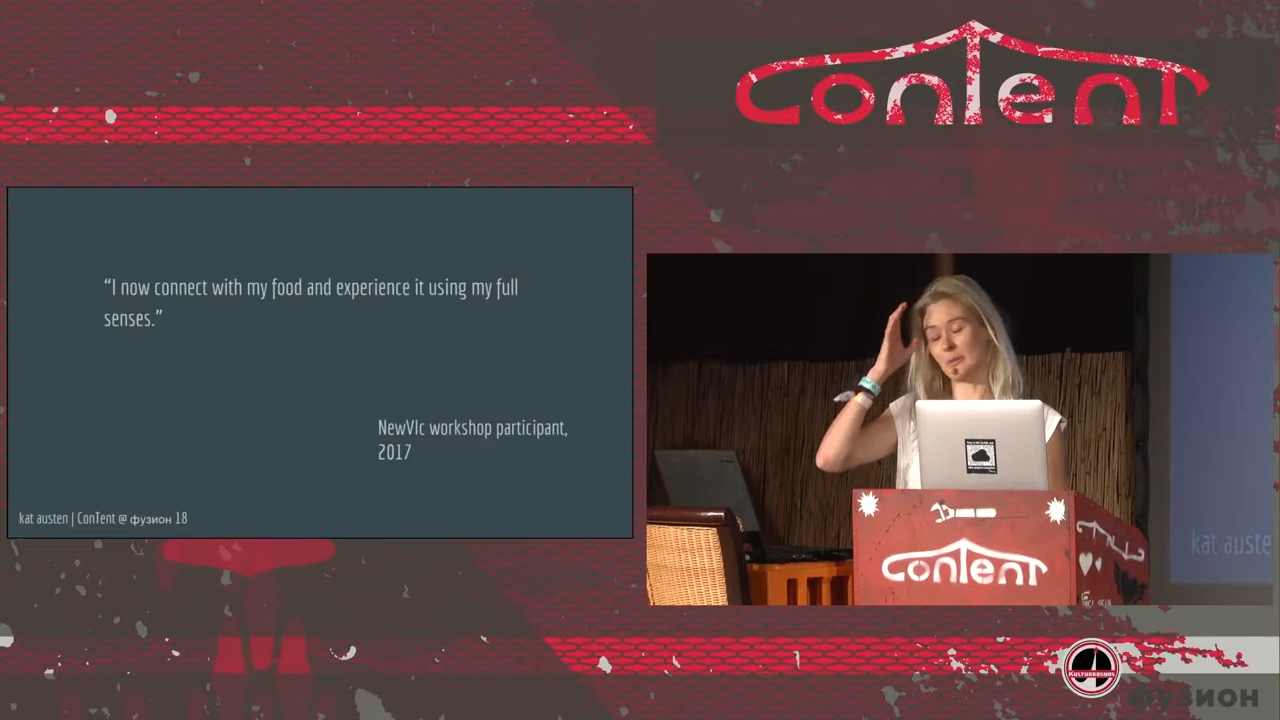 ConTenT
“I now connect with my food and experience it using my full
senses.”
NewVIc workshop participant,
2017
kat austen | ConTent @ фузион 18
kat auste
ConTenT
KULTURKOSMOS
фузион